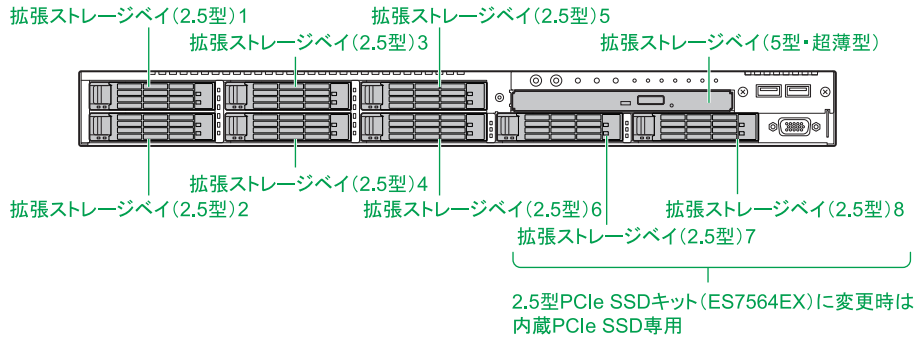 拡張ストレージベイ(2.5型)1
拡張ストレージベイ(2.5型)5
拡張ストレージベイ(2.5型)3
拡張ストレージベイ(5型・超薄型)
拡張ストレージベイ(2.5型)4
拡張ストレージベイ(2.5型)2
拡張ストレージベイ(2.5型)6
拡張ストレージベイ(2.5型)8
拡張ストレージベイ(2.5型)7
2.5型PCIe SSDキット(ES7564EX)に変更時は
内蔵PCIe SSD専用